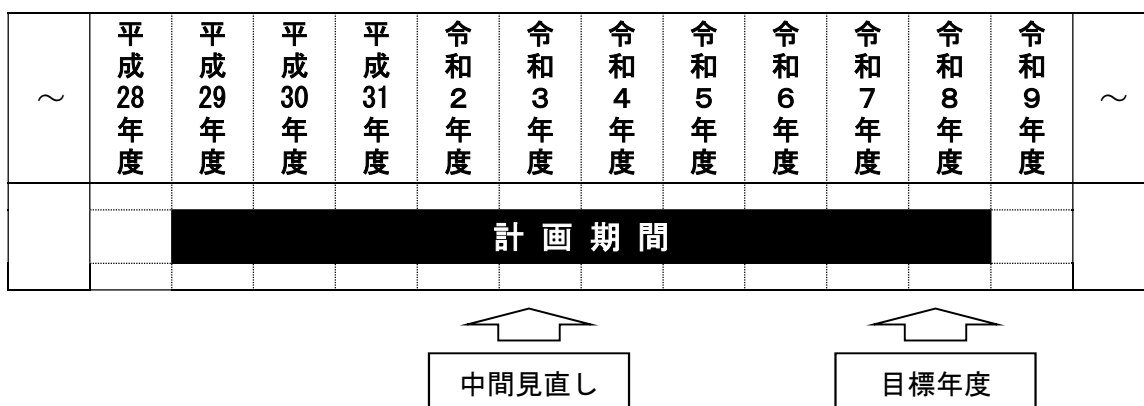 ～
平成28年度
平成29年度
平成30年度
平成31年度
令和２年度
令和３年度
令和４年度
令和５年度
令和６年度
令和７年度
令和８年度
令和９年度
～
計画期間
中間見直し
目標年度